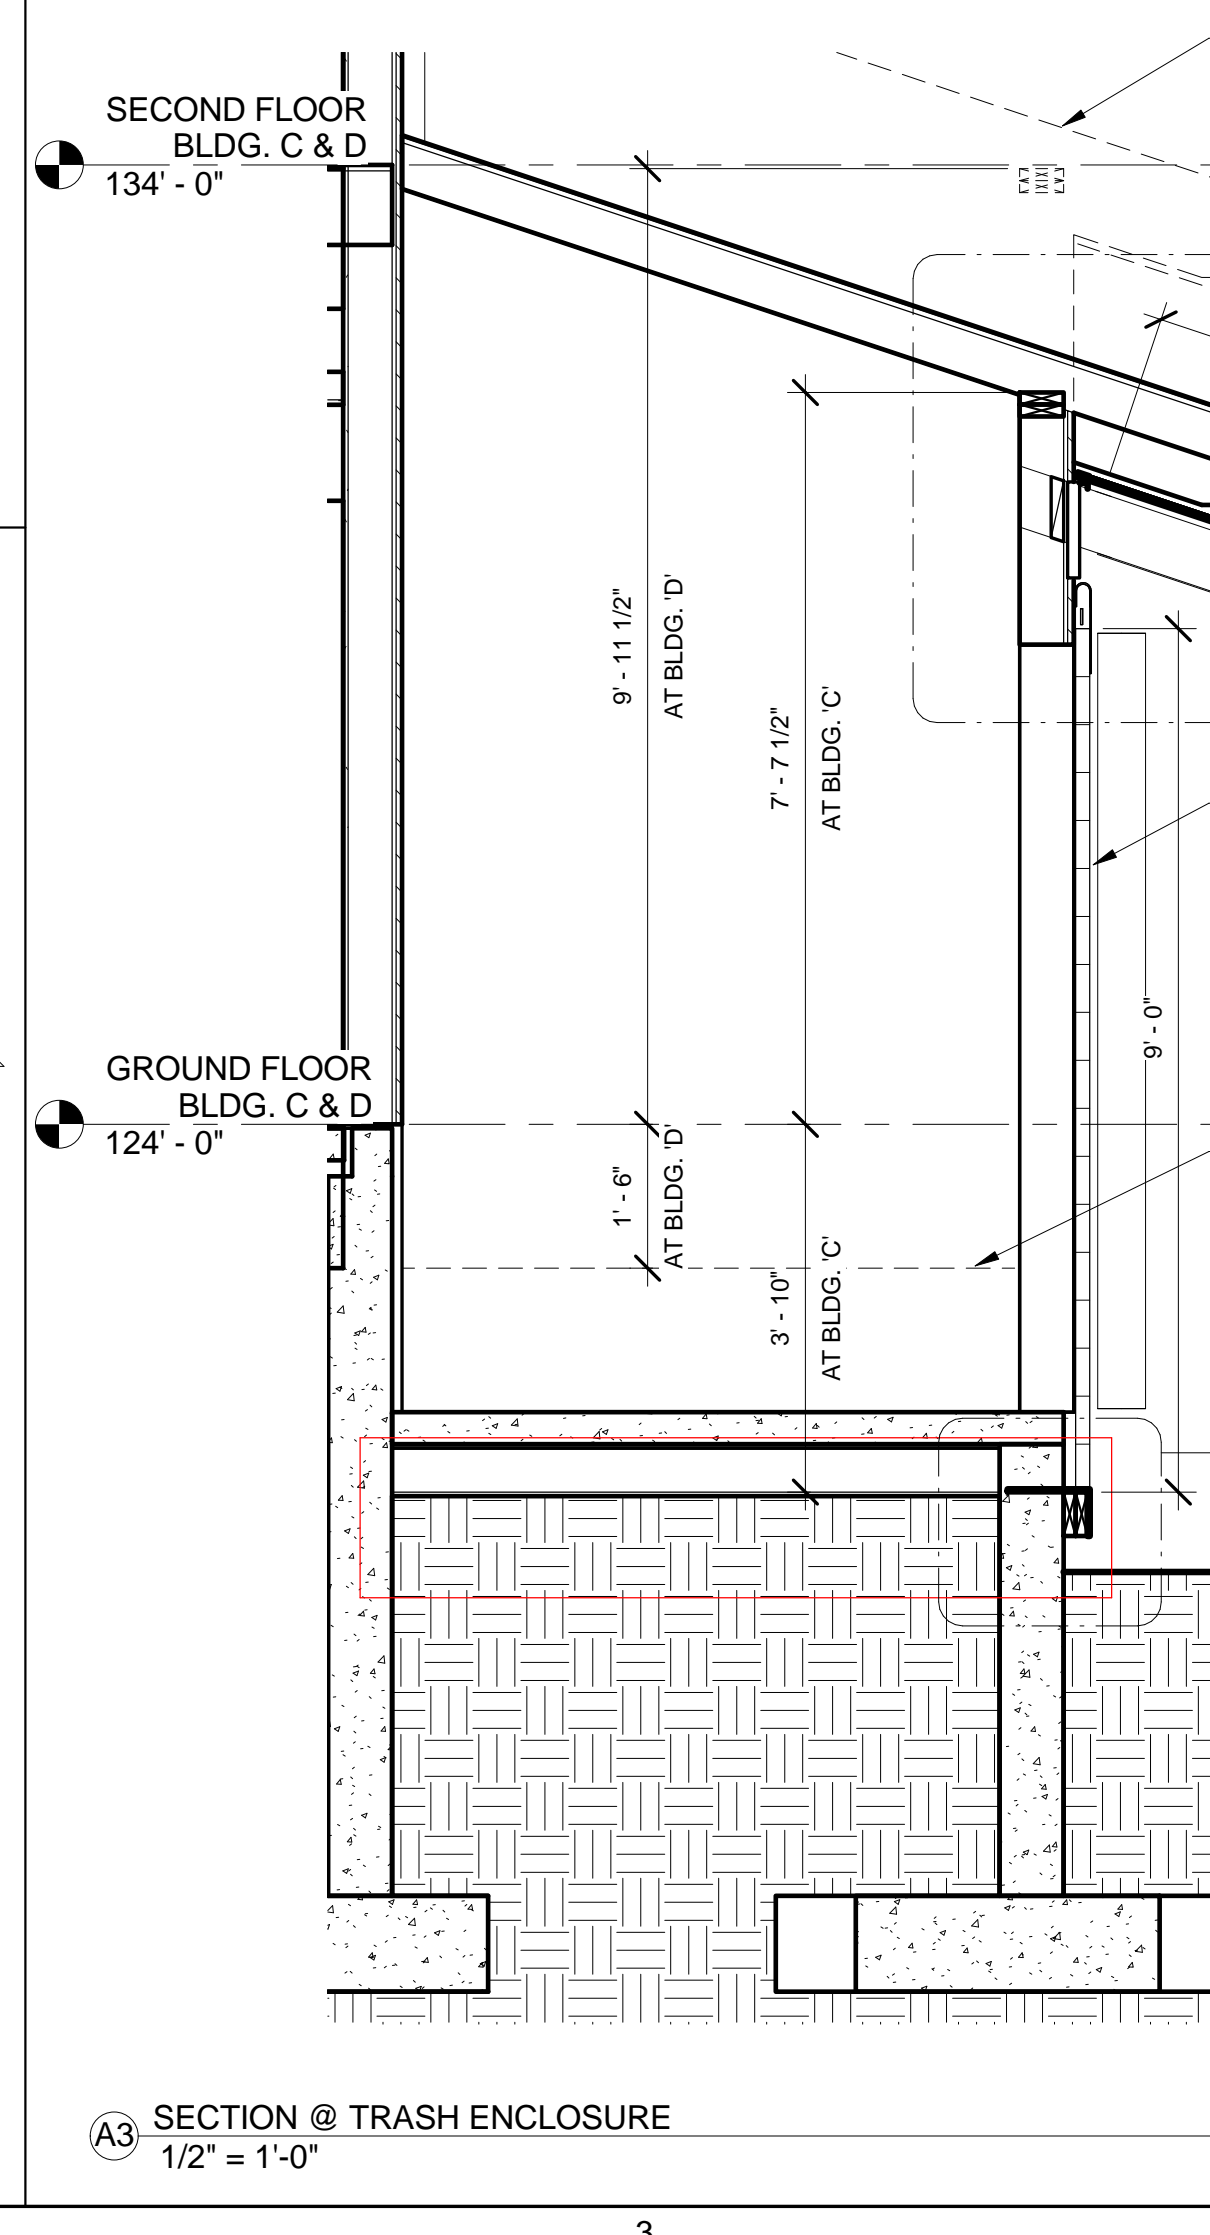 SECOND FLOOR
BLDG. C & D
134' - 0"
9' - 11 1/2"
AT BLDG. 'D'
7' - 7 1/2"
AT BLDG. 'C'
9' - 0"
GROUND FLOOR
BLDG. C & D
124' - 0"
1' - 6"
AT BLDG. 'D'
3' - 10"
AT BLDG. 'C'
A3
SECTION @ TRASH ENCLOSURE
1/2" = 1'-0"
3